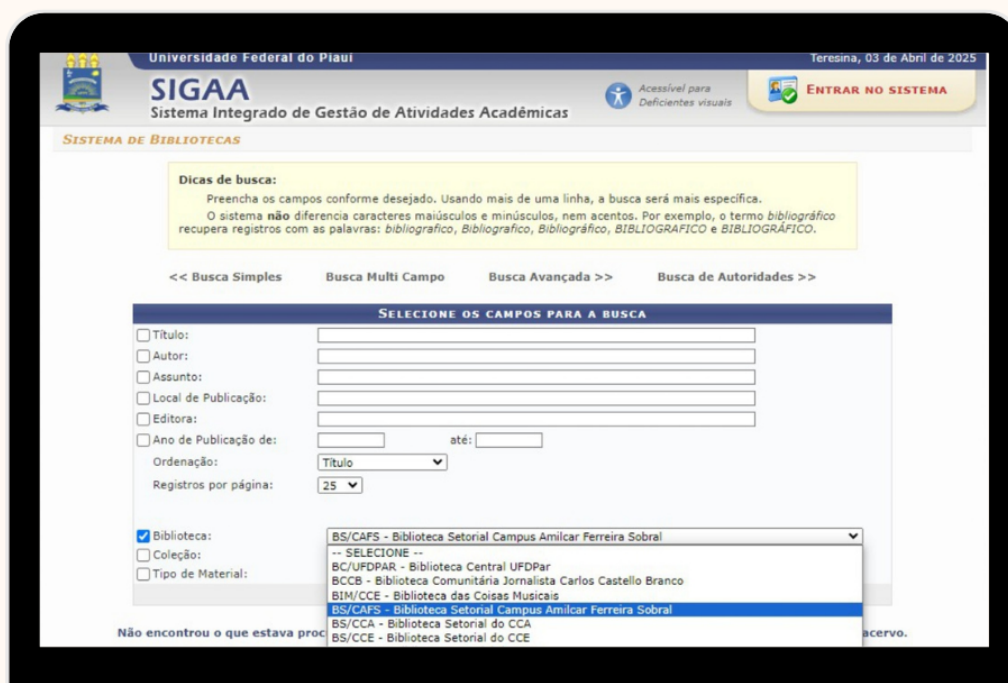 Universidade Federal do Piauí
Teresina, 03 de Abril de 2025
SIGAA
Sistema Integrado de Gestão de Atividades Acadêmicas
Acessível para
Deficientes visuais
ENTRAR NO SISTEMA
SISTEMA DE BIBLIOTECAS
Dicas de busca:
Preencha os campos conforme desejado. Usando mais de uma linha, a busca será mais específica.
O sistema não diferencia caracteres maiúsculos e minúsculos, nem acentos. Por exemplo, o termo bibliográfico
recupera registros com as palavras: bibliografico, Bibliografico, Bibliográfico, BIBLIOGRAFICO e BIBLIOGRÁFICO.
<< Busca Simples Busca Multi Campo Busca Avançada >> Busca de Autoridades >>
SELECIONE OS CAMPOS PARA A BUSCA
Título:
Autor:
Assunto:
Local de Publicação:
Editora:
Ano de Publicação de: até:
Ordenação: Título
Registros por página: 25
Biblioteca: BS/CAFS - Biblioteca Setorial Campus Amilcar Ferreira Sobral
Coleção: -- SELECIONE --
BC/UFDPAR - Biblioteca Central UFDPar
Tipo de Material: BCCB - Biblioteca Comunitária Jornalista Carlos Castello Branco
BIM/CCE - Biblioteca das Coisas Musicais
BS/CAFS - Biblioteca Setorial Campus Amilcar Ferreira Sobral
BS/CCA - Biblioteca Setorial do CCA
Não encontrou o que estava proc acervo.
BS/CCE - Biblioteca Setorial do CCE